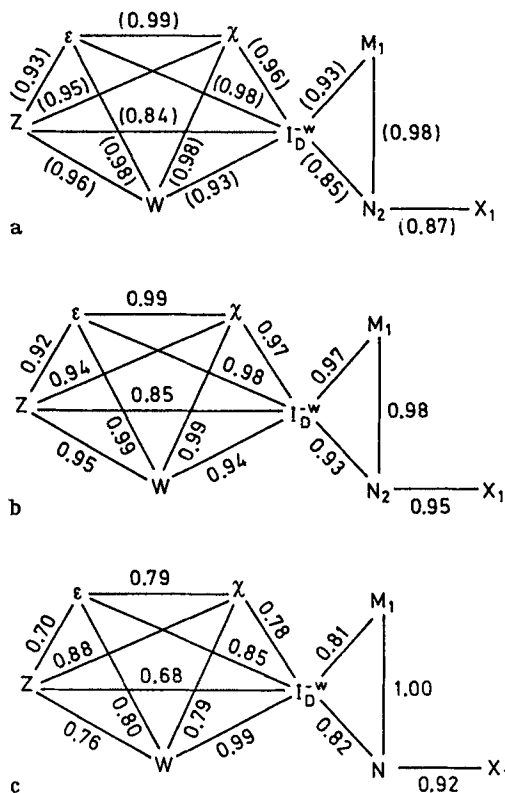 (0.99)
ε χ M₁
(0.93) (0.95) (0.98) (0.96) (0.93)
(0.84)
Z I̅_D^w (0.98)
(0.96) (0.98) (0.98) (0.93) (0.85)
W N₂ X₁
(0.87)
a
0.99
ε χ M₁
0.92 0.94 0.98 0.97 0.97
0.85
Z I̅_D^w 0.98
0.95 0.99 0.99 0.94 0.93
W N₂ X₁
0.95
b
0.79
ε χ M₁
0.70 0.88 0.85 0.78 0.81
0.68
Z I̅_D^w 1.00
0.76 0.80 0.79 0.99 0.82
W N X
0.92
c